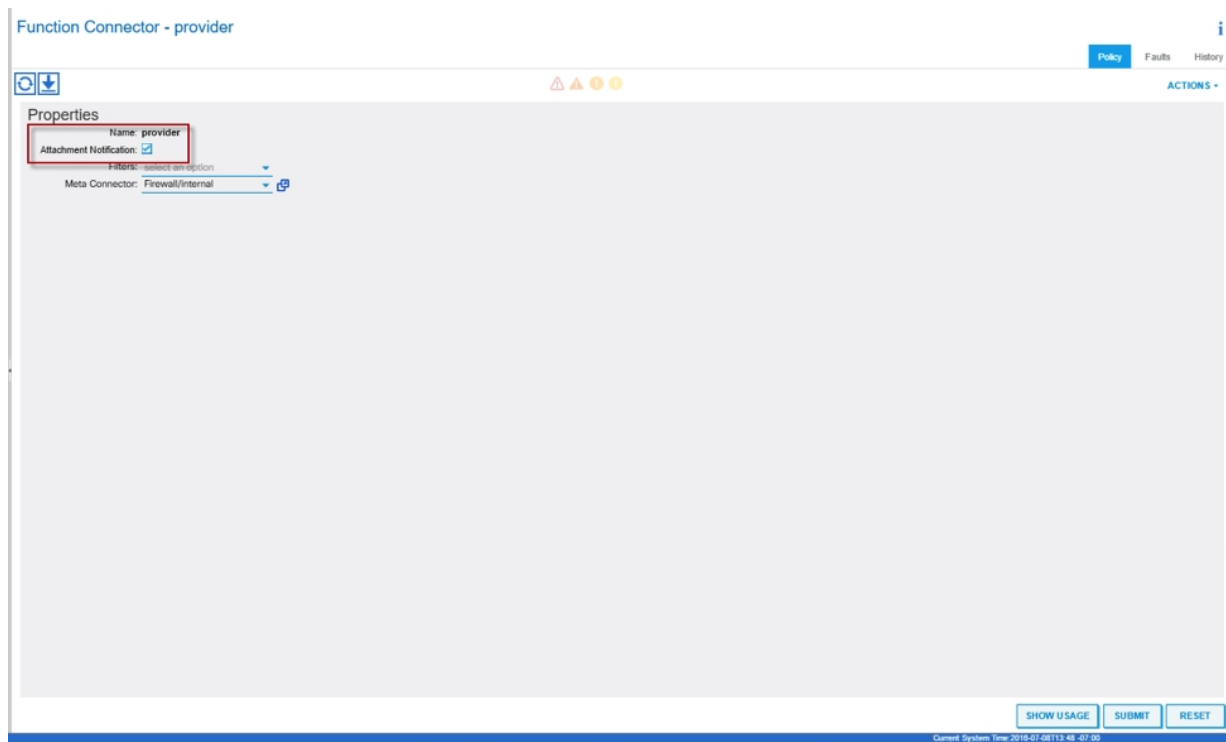 Function Connector - provider
i
Policy Faults History
ACTIONS
Properties
Name: provider
Attachment Notification:
Filters: select an option
Meta Connector: Firewall/internal
SHOW USAGE SUBMIT RESET
Current System Time:2016-07-08T13:48 -07:00